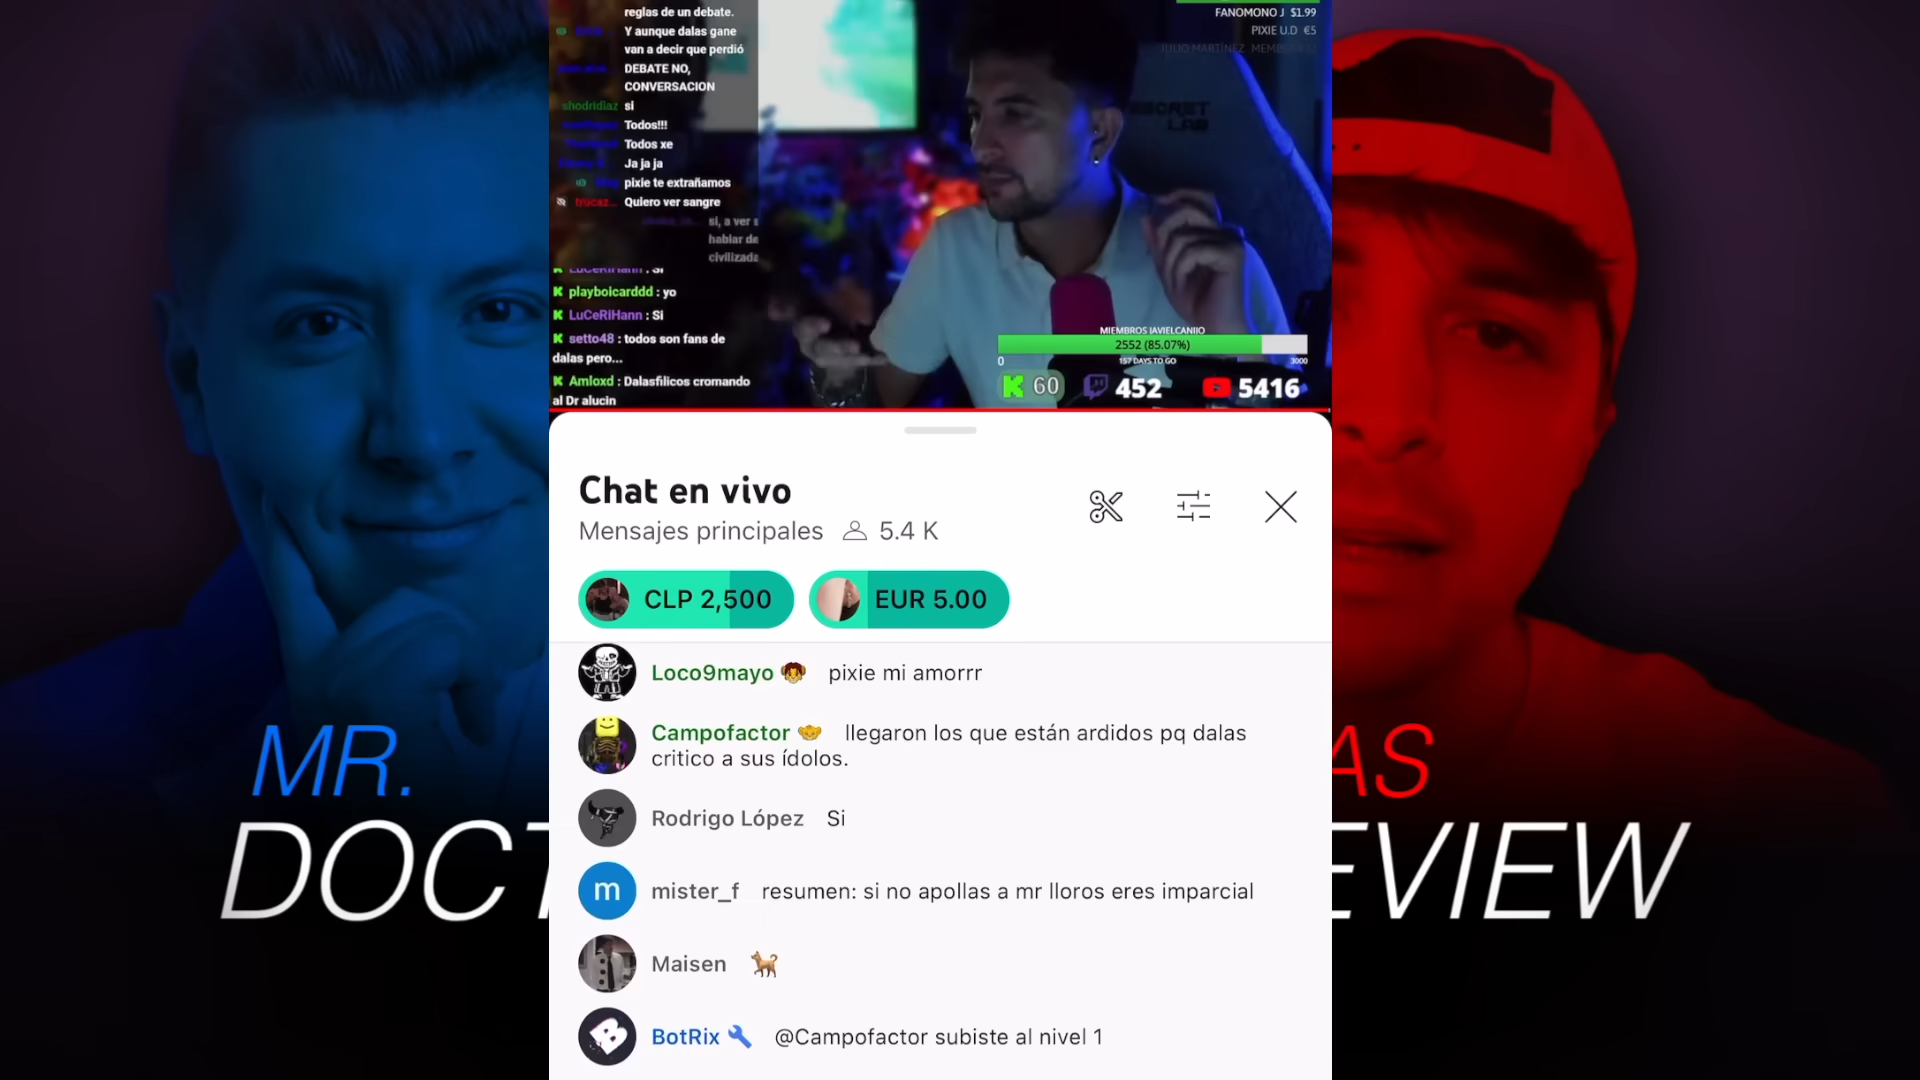 reglas de un debate.
Y aunque dalas gane
van a decir que perdió
DEBATE NO,
CONVERSACION
shodridiaz si
Todos!!!
Todos xe
Ja ja ja
pixie te extrañamos
trucaz... Quiero ver sangre
si, a ver s
hablar de
civilizada
K LuCeRiHann : Si
K playboicarddd : yo
K LuCeRiHann : Si
K setto48 : todos son fans de
dalas pero...
K Amloxd : Dalasfilicos cromando
al Dr alucin
FANOMONO J $1.99
PIXIE U.D €5
JULIO MARTINEZ
MIEMBROS JAVIELCANIJO
2552 (85.07%)
0 157 DAYS TO GO 3000
K 60 452 5416
Chat en vivo
Mensajes principales 5.4 K
CLP 2,500 EUR 5.00
Loco9mayo pixie mi amorrr
Campofactor llegaron los que están ardidos pq dalas
critico a sus ídolos.
Rodrigo López Si
m mister_f resumen: si no apollas a mr lloros eres imparcial
Maisen
BotRix @Campofactor subiste al nivel 1
MR.
DOCT
AS
EVIEW